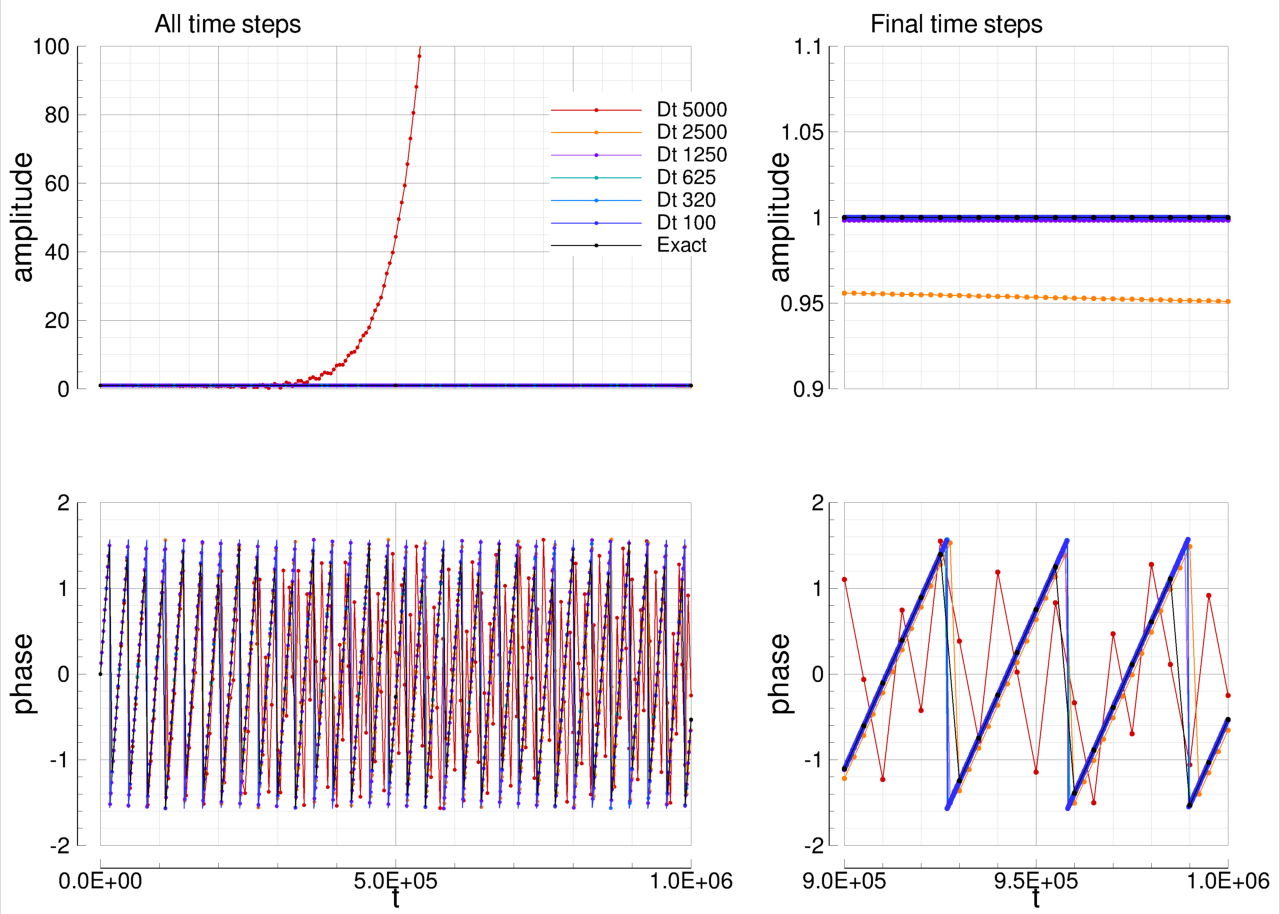 All time steps
Final time steps
100
80
60
40
20
0
amplitude
Dt 5000
Dt 2500
Dt 1250
Dt 625
Dt 320
Dt 100
Exact
1.1
1.05
1
0.95
0.9
amplitude
2
1
0
-1
-2
phase
0.0E+00
5.0E+05
1.0E+06
t
2
1
0
-1
-2
phase
9.0E+05
9.5E+05
1.0E+06
t